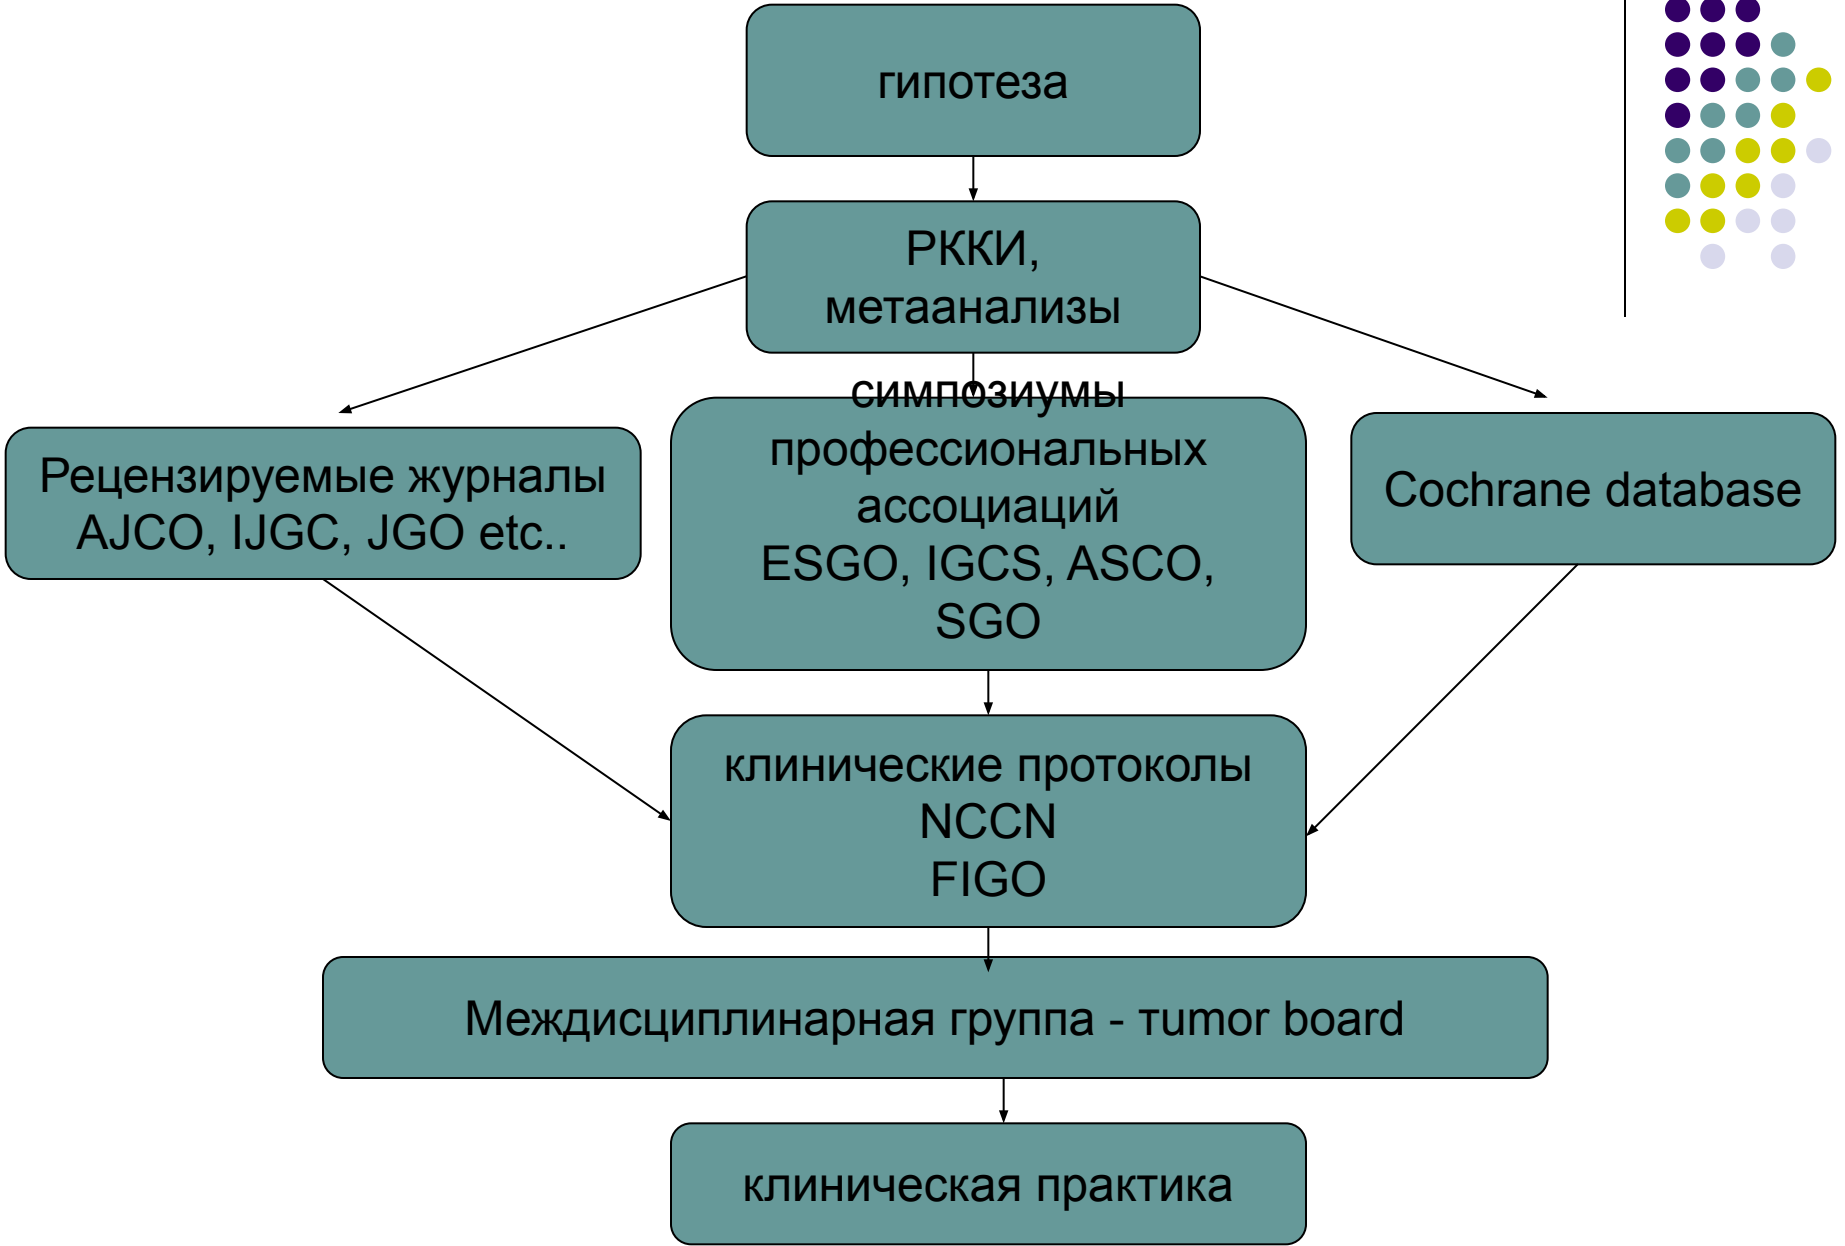 гипотеза
РККИ,
метаанализы
Рецензируемые журналы
AJCO, IJGC, JGO etc..
симпозиумы
профессиональных
ассоциаций
ESGO, IGCS, ASCO,
SGO
Cochrane database
клинические протоколы
NCCN
FIGO
Междисциплинарная группа - тumor board
клиническая практика